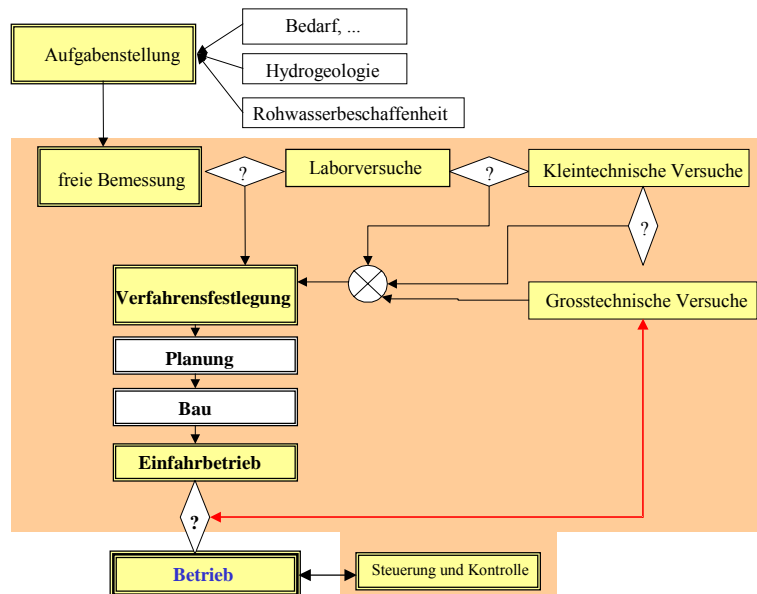 Bedarf, ...
Aufgabenstellung
Hydrogeologie
Rohwasserbeschaffenheit
freie Bemessung
?
Laborversuche
?
Kleintechnische Versuche
?
Verfahrensfestlegung
Grosstechnische Versuche
Planung
Bau
Einfahrbetrieb
?
Betrieb
Steuerung und Kontrolle